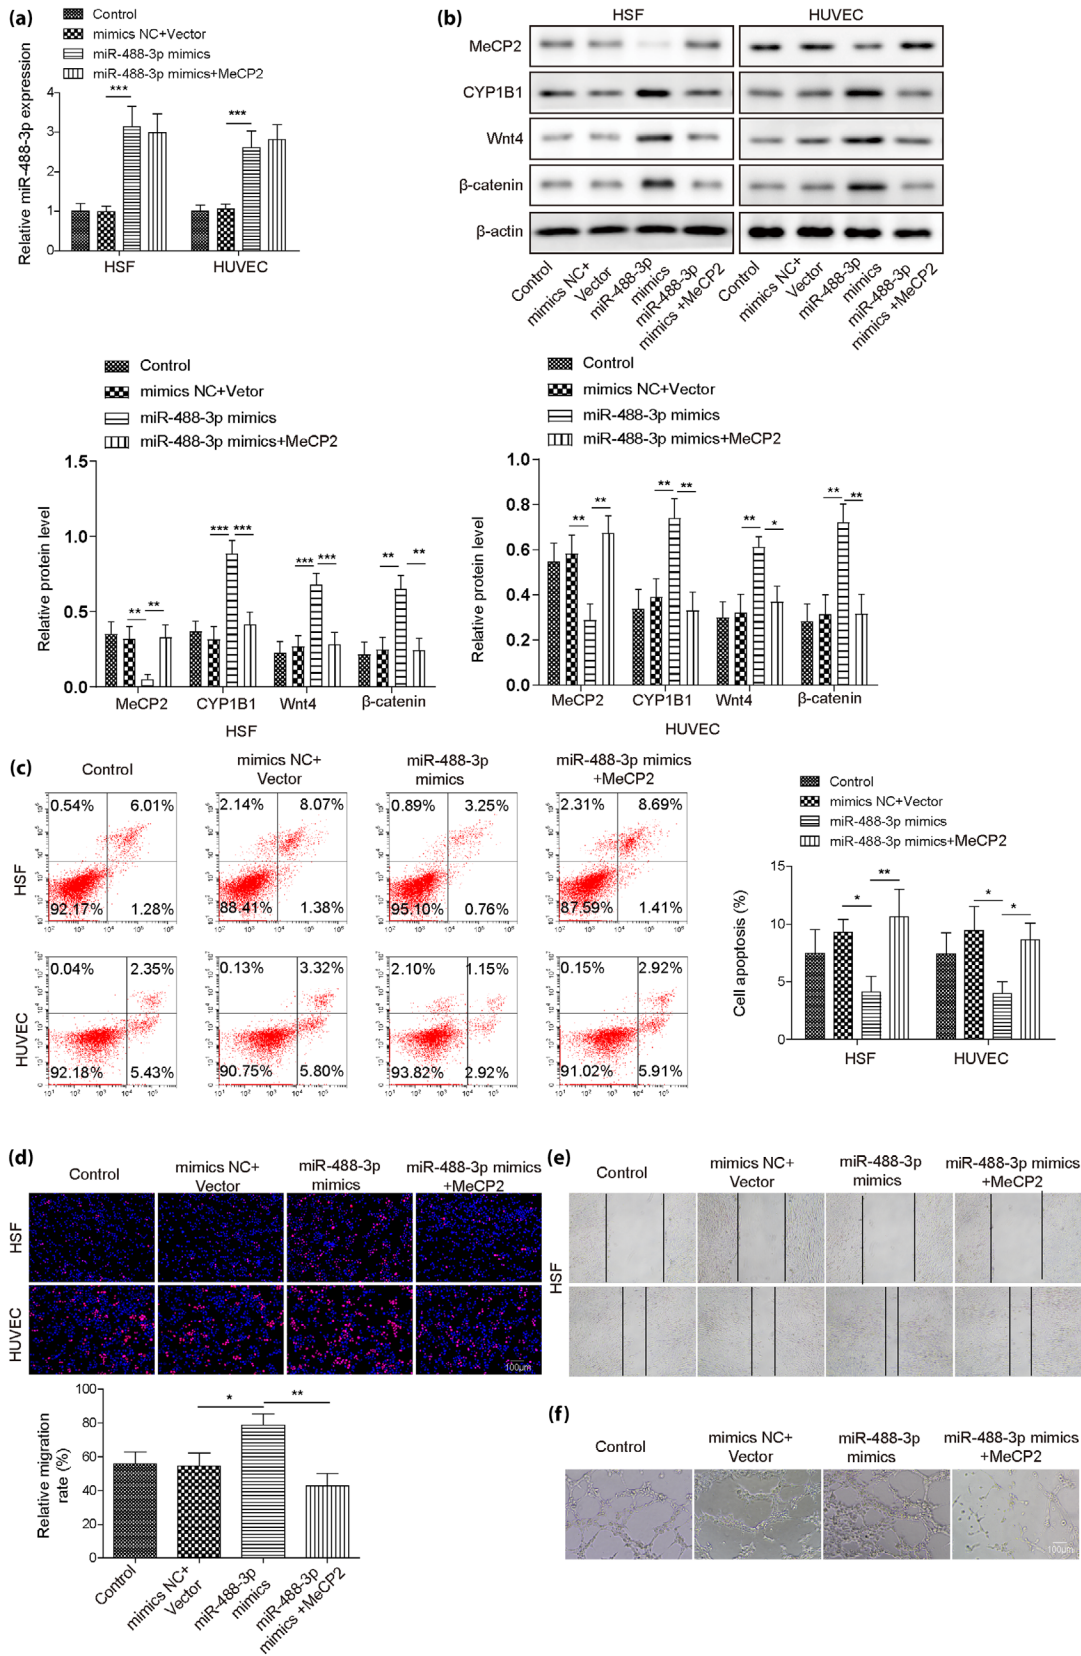 (a)
Control
mimics NC+Vector
miR-488-3p mimics
miR-488-3p mimics+MeCP2
Relative miR-488-3p expression
4
3
2
1
0
***
***
HSF
HUVEC
(b)
HSF
HUVEC
MeCP2
CYP1B1
Wnt4
β-catenin
β-actin
Control
mimics NC+
Vector
miR-488-3p
mimics
miR-488-3p
mimics +MeCP2
Control
mimics NC+
Vector
miR-488-3p
mimics
miR-488-3p
mimics +MeCP2
Control
mimics NC+Vetor
miR-488-3p mimics
miR-488-3p mimics+MeCP2
Relative protein level
1.5
1.0
0.5
0.0
** **
*** ***
*** ***
** **
MeCP2 CYP1B1 Wnt4 β-catenin
HSF
Control
mimics NC+Vector
miR-488-3p mimics
miR-488-3p mimics+MeCP2
Relative protein level
1.0
0.8
0.6
0.4
0.2
0.0
** **
** **
** *
** **
MeCP2 CYP1B1 Wnt4 β-catenin
HUVEC
(c)
Control
mimics NC+
Vector
miR-488-3p
mimics
miR-488-3p mimics
+MeCP2
HSF
0.54% 6.01%
92.17% 1.28%
2.14% 8.07%
88.41% 1.38%
0.89% 3.25%
95.10% 0.76%
2.31% 8.69%
87.59% 1.41%
HUVEC
0.04% 2.35%
92.18% 5.43%
0.13% 3.32%
90.75% 5.80%
2.10% 1.15%
93.82% 2.92%
0.15% 2.92%
91.02% 5.91%
Control
mimics NC+Vector
miR-488-3p mimics
miR-488-3p mimics+MeCP2
Cell apoptosis (%)
15
10
5
0
* **
* *
HSF
HUVEC
(d)
Control
mimics NC+
Vector
miR-488-3p
mimics
miR-488-3p mimics
+MeCP2
HSF
HUVEC
100μm
Relative migration
rate (%)
100
80
60
40
20
0
* **
Control
mimics NC+
Vector
miR-488-3p
mimics
miR-488-3p
mimics +MeCP2
(e)
Control
mimics NC+
Vector
miR-488-3p
mimics
miR-488-3p mimics
+MeCP2
HSF
(f)
Control
mimics NC+
Vector
miR-488-3p
mimics
miR-488-3p mimics
+MeCP2
100μm